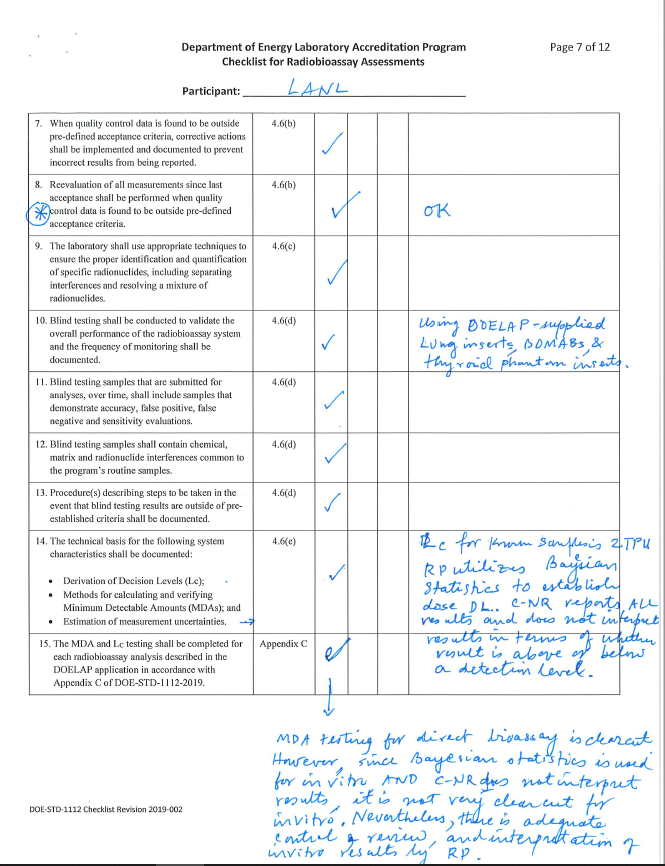 Department of Energy Laboratory Accreditation Program
Page 7 of 12
Checklist for Radiobioassay Assessments
Participant: LANL
7. When quality control data is found to be outside
pre-defined acceptance criteria, corrective actions
shall be implemented and documented to prevent
incorrect results from being reported.
4.6(b)
✓
8. Reevaluation of all measurements since last
acceptance shall be performed when quality
control data is found to be outside pre-defined
acceptance criteria.
*
4.6(b)
✓
OK
9. The laboratory shall use appropriate techniques to
ensure the proper identification and quantification
of specific radionuclides, including separating
interferences and resolving a mixture of
radionuclides.
4.6(c)
✓
10. Blind testing shall be conducted to validate the
overall performance of the radiobioassay system
and the frequency of monitoring shall be
documented.
4.6(d)
✓
Using DOELAP-supplied
Lung inserts, BOMABs, &
thyroid phantom inserts.
11. Blind testing samples that are submitted for
analyses, over time, shall include samples that
demonstrate accuracy, false positive, false
negative and sensitivity evaluations.
4.6(d)
✓
12. Blind testing samples shall contain chemical,
matrix and radionuclide interferences common to
the program's routine samples.
4.6(d)
✓
13. Procedure(s) describing steps to be taken in the
event that blind testing results are outside of pre-
established criteria shall be documented.
4.6(d)
✓
14. The technical basis for the following system
characteristics shall be documented:
• Derivation of Decision Levels (Lc);
• Methods for calculating and verifying
Minimum Detectable Amounts (MDAs); and
• Estimation of measurement uncertainties. →
4.6(e)
✓
Lc for known samples is 2TPU
RP utilizes Baysian
Statistics to establish
dose DL.. C-NR reports ALL
results and does not interpret
results in terms of whether
result is above or below
a detection level.
15. The MDA and Lc testing shall be completed for
each radiobioassay analysis described in the
DOELAP application in accordance with
Appendix C of DOE-STD-1112-2019.
Appendix C
MDA testing for direct bioassay is clearcut
However, since Bayesian statistics is used
for in vitro AND C-NR does not interpret
results, it is not very clearcut for
invitro. Nevertheless, there is adequate
control & review, and interpretation of
invitro results by RP.
DOE-STD-1112 Checklist Revision 2019-002